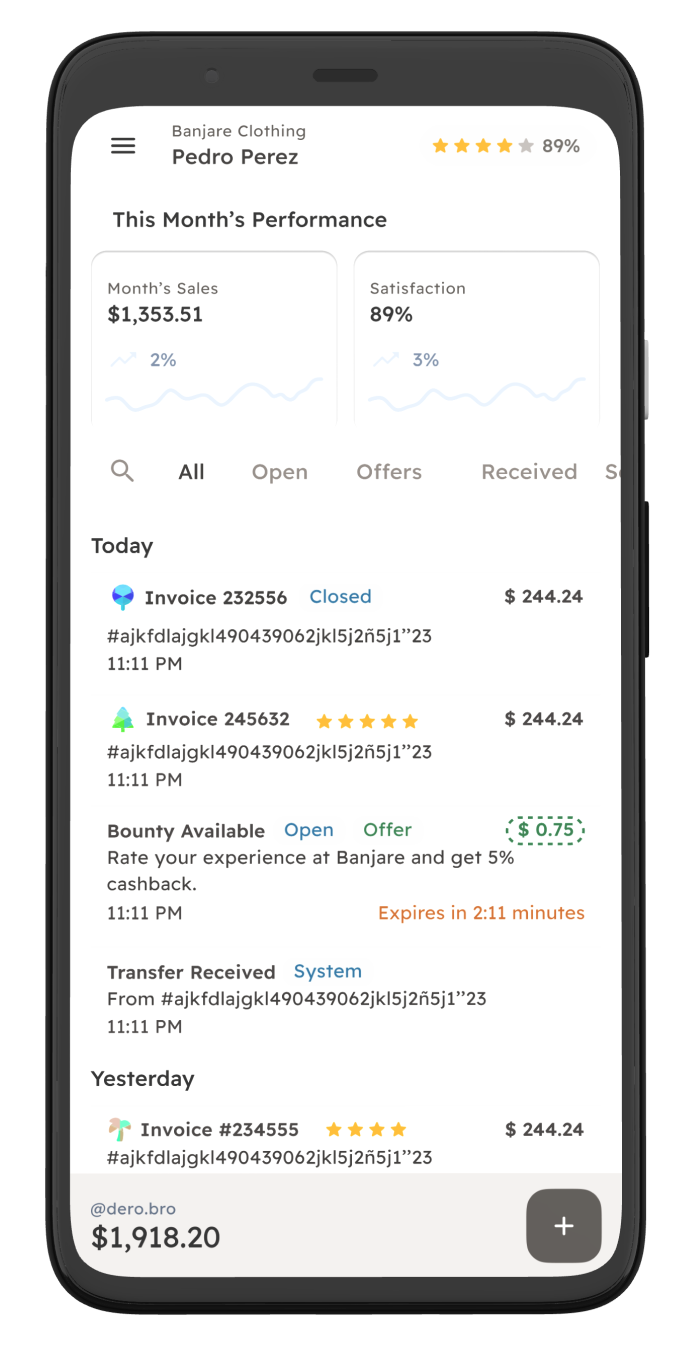 Banjare Clothing
Pedro Perez
89%
This Month’s Performance
Month’s Sales
$1,353.51
2%
Satisfaction
89%
3%
All Open Offers Received
Today
Invoice 232556 Closed $ 244.24
#ajkfdlajgkl490439062jkl5j2ñ5j1’’23
11:11 PM
Invoice 245632 $ 244.24
#ajkfdlajgkl490439062jkl5j2ñ5j1’’23
11:11 PM
Bounty Available Open Offer $ 0.75
Rate your experience at Banjare and get 5%
cashback.
11:11 PM Expires in 2:11 minutes
Transfer Received System
From #ajkfdlajgkl490439062jkl5j2ñ5j1’’23
11:11 PM
Yesterday
Invoice #234555 $ 244.24
#ajkfdlajgkl490439062jkl5j2ñ5j1’’23
@dero.bro
$1,918.20
+